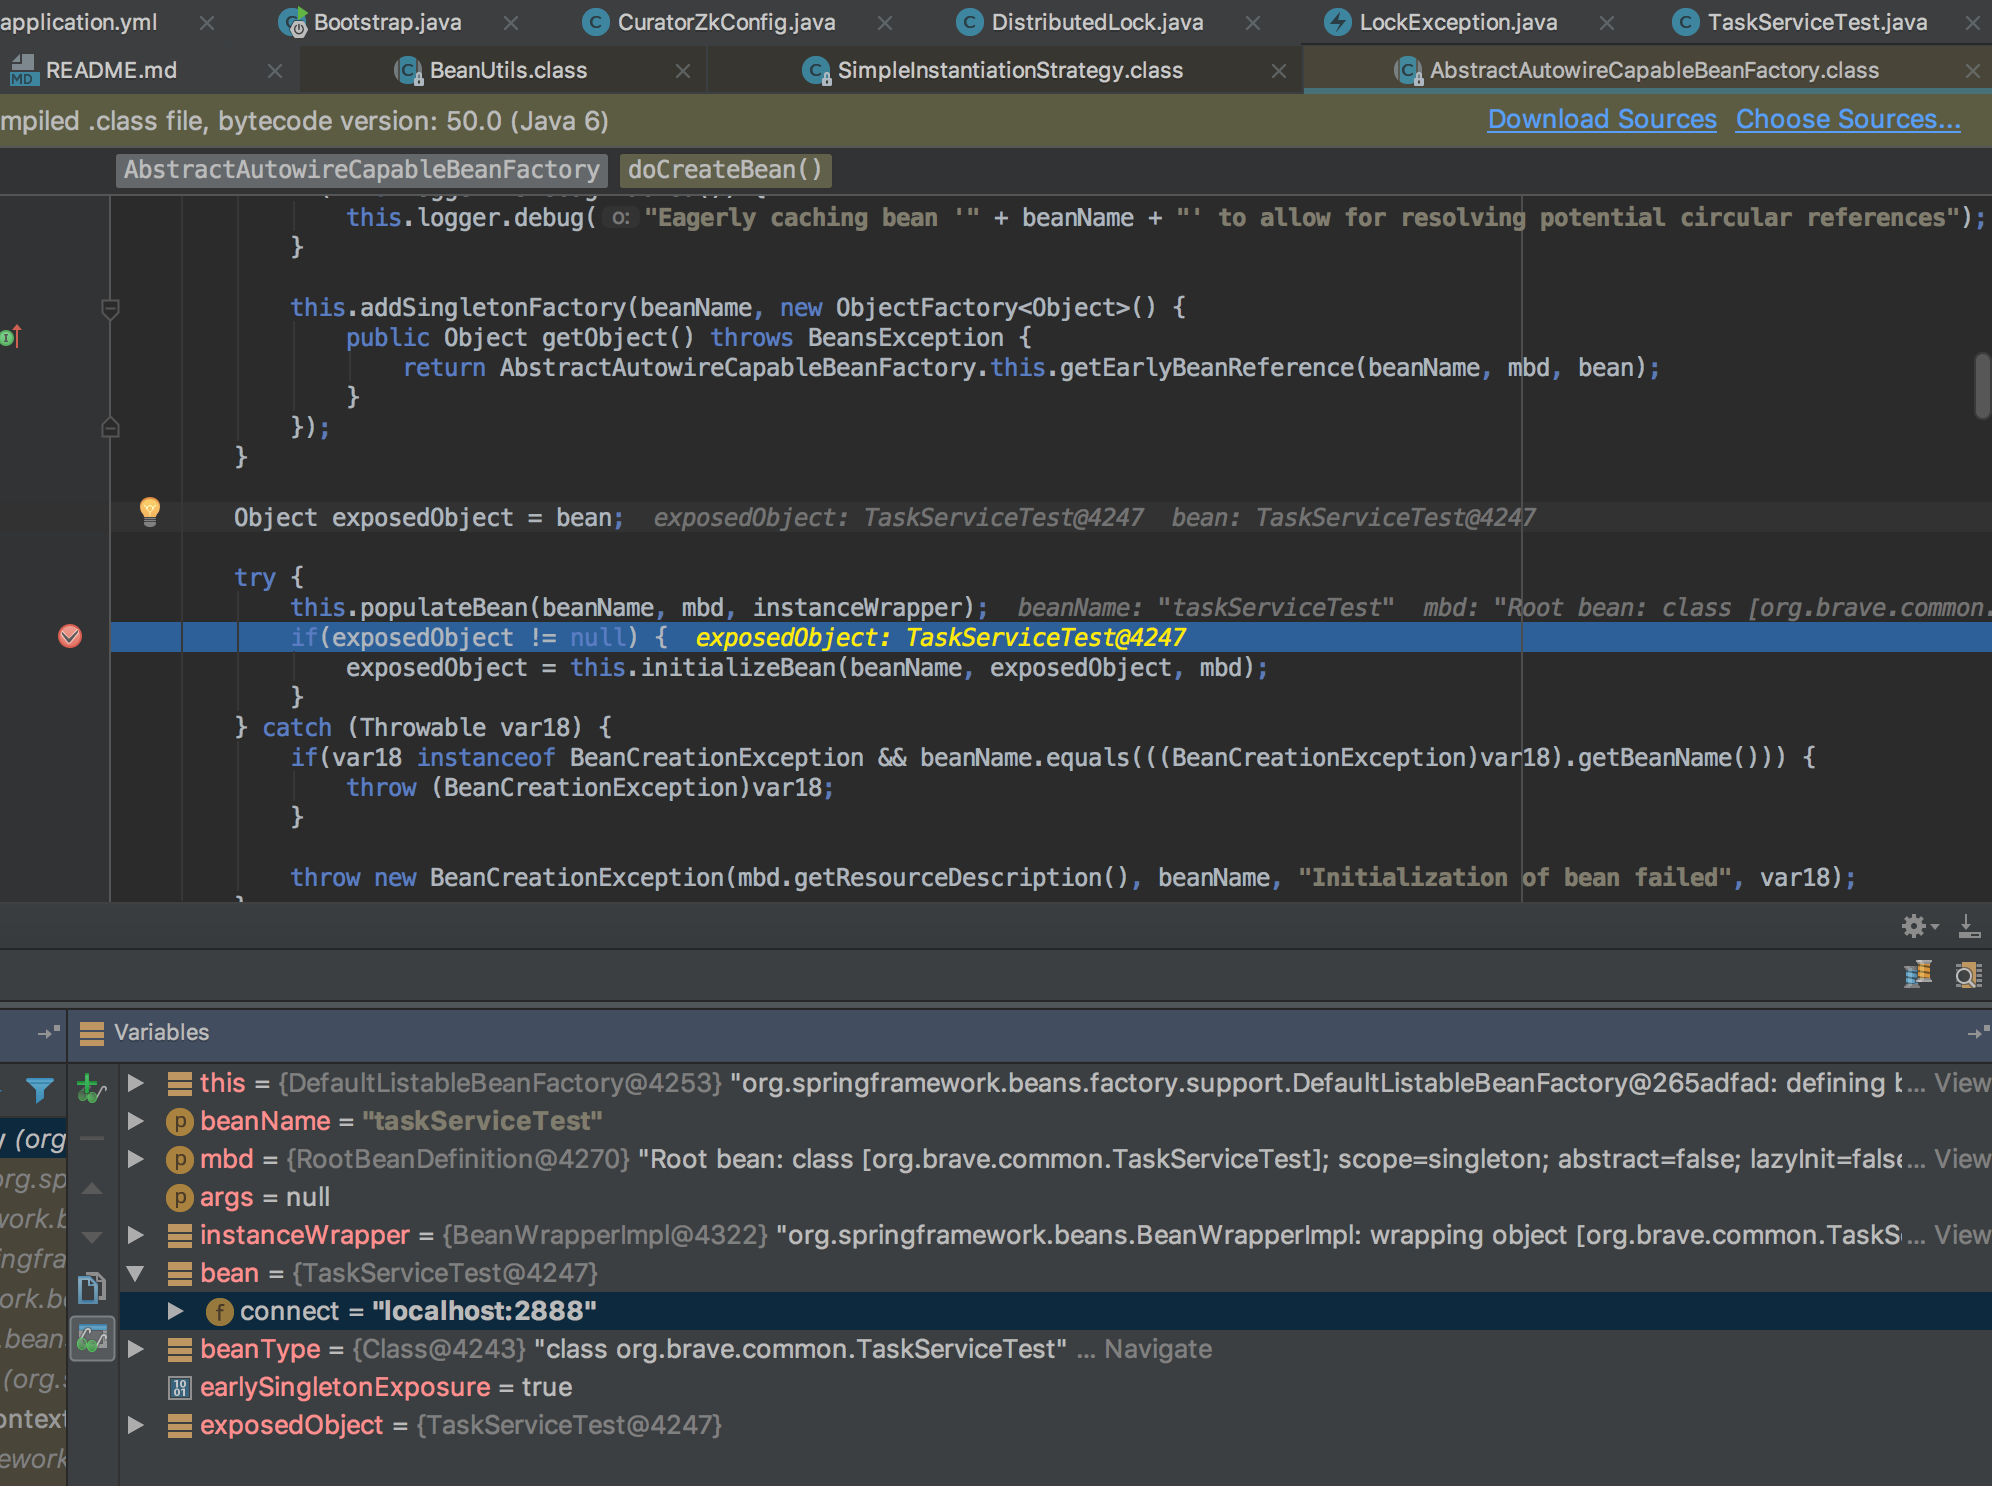 application.yml Bootstrap.java CuratorZkConfig.java DistributedLock.java LockException.java TaskServiceTest.java
README.md BeanUtils.class SimpleInstantiationStrategy.class AbstractAutowireCapableBeanFactory.class
mpiled .class file, bytecode version: 50.0 (Java 6) Download Sources Choose Sources...
AbstractAutowireCapableBeanFactory doCreateBean()
this.logger.debug( o: "Eagerly caching bean '" + beanName + "' to allow for resolving potential circular references");
}
this.addSingletonFactory(beanName, new ObjectFactory<Object>() {
public Object getObject() throws BeansException {
return AbstractAutowireCapableBeanFactory.this.getEarlyBeanReference(beanName, mbd, bean);
}
});
}
Object exposedObject = bean; exposedObject: TaskServiceTest@4247 bean: TaskServiceTest@4247
try {
this.populateBean(beanName, mbd, instanceWrapper); beanName: "taskServiceTest" mbd: "Root bean: class [org.brave.common.
if(exposedObject != null) { exposedObject: TaskServiceTest@4247
exposedObject = this.initializeBean(beanName, exposedObject, mbd);
}
} catch (Throwable var18) {
if(var18 instanceof BeanCreationException && beanName.equals(((BeanCreationException)var18).getBeanName())) {
throw (BeanCreationException)var18;
}
throw new BeanCreationException(mbd.getResourceDescription(), beanName, "Initialization of bean failed", var18);
Variables
this = {DefaultListableBeanFactory@4253} "org.springframework.beans.factory.support.DefaultListableBeanFactory@265adfad: defining b... View
y (org beanName = "taskServiceTest"
org.sp mbd = {RootBeanDefinition@4270} "Root bean: class [org.brave.common.TaskServiceTest]; scope=singleton; abstract=false; lazyInit=false... View
work.b args = null
ingfra instanceWrapper = {BeanWrapperImpl@4322} "org.springframework.beans.BeanWrapperImpl: wrapping object [org.brave.common.TaskS... View
bean = {TaskServiceTest@4247}
ork.be connect = "localhost:2888"
.bean beanType = {Class@4243} "class org.brave.common.TaskServiceTest" ... Navigate
(org. earlySingletonExposure = true
ontext exposedObject = {TaskServiceTest@4247}
ework